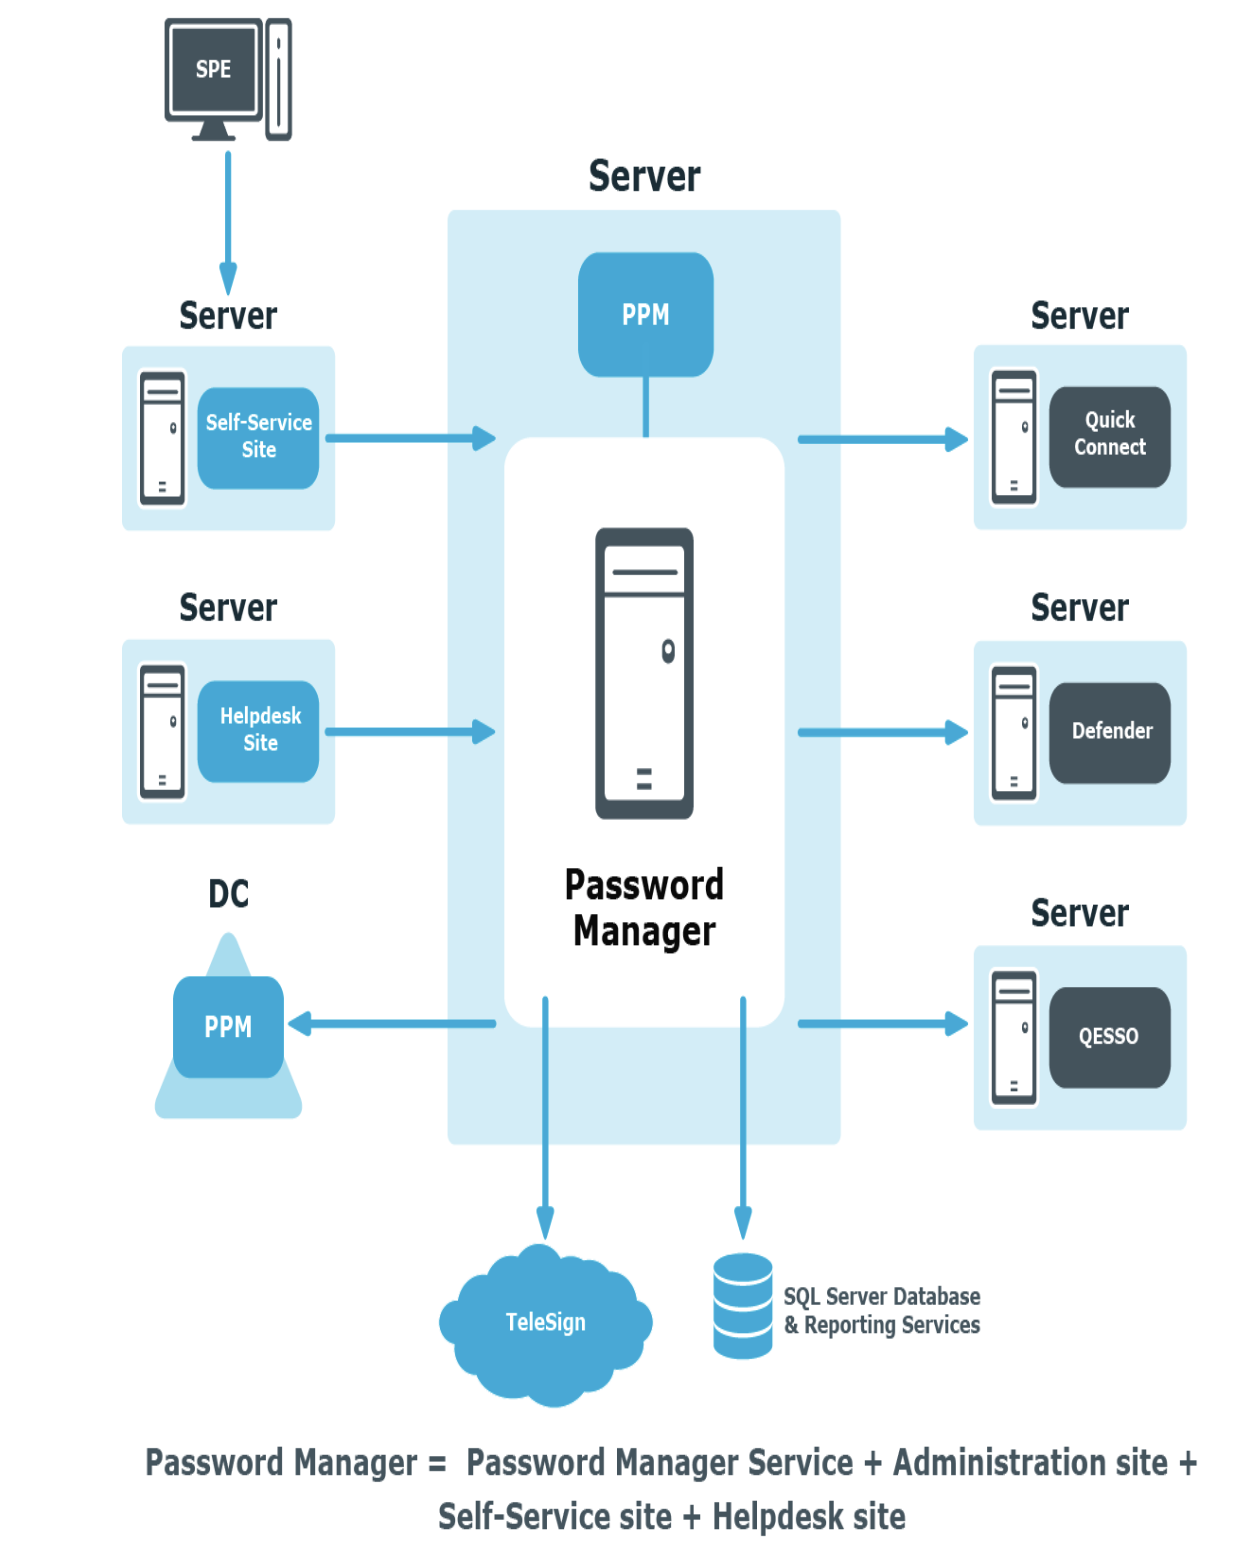 SPE
Server
Server
PPM
Server
Self-Service
Site
Quick
Connect
Server
Server
Helpdesk
Site
Defender
Password
Manager
DC
Server
PPM
QESSO
TeleSign
SQL Server Database
& Reporting Services
Password Manager = Password Manager Service + Administration site +
Self-Service site + Helpdesk site